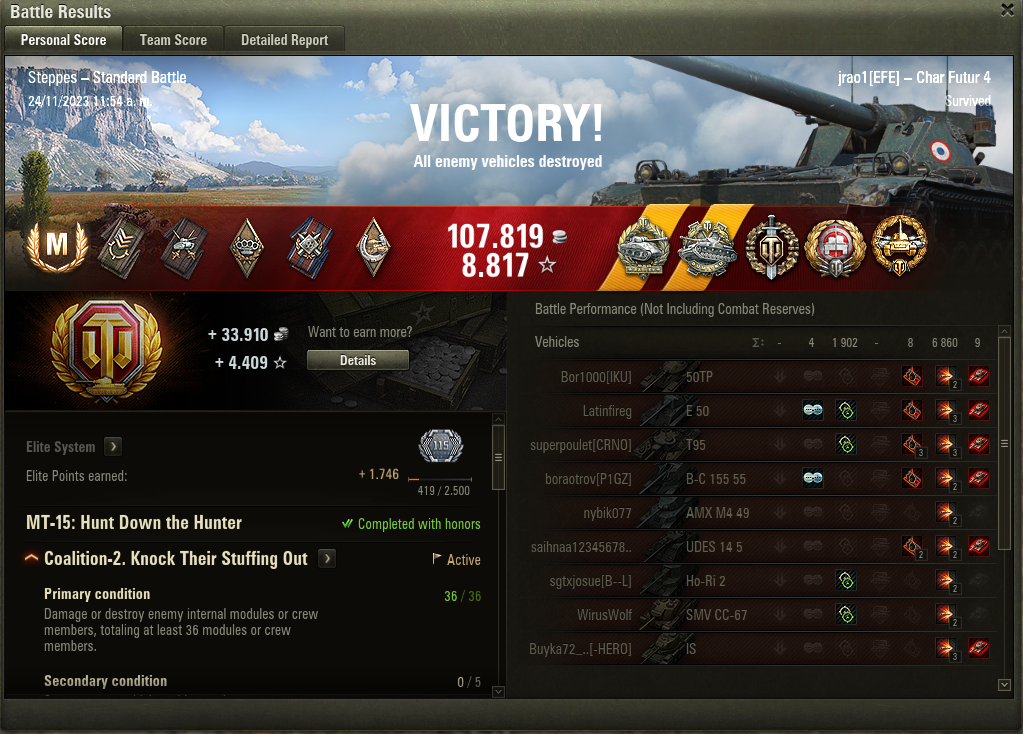 Battle Results
Personal Score
Team Score
Detailed Report
Steppes – Standard Battle
24/11/2023 11:54 a. m.
jrao1[EFE] – Char Futur 4
Survived
VICTORY!
All enemy vehicles destroyed
M
107.819
8.817
+ 33.910
+ 4.409
Want to earn more?
Details
Elite System
115
Elite Points earned:
+ 1.746
419 / 2.500
MT-15: Hunt Down the Hunter
Completed with honors
Coalition-2. Knock Their Stuffing Out
Active
Primary condition
36 / 36
Damage or destroy enemy internal modules or crew
members, totaling at least 36 modules or crew
members.
Secondary condition
0 / 5
Battle Performance (Not Including Combat Reserves)
Vehicles Σ: - 4 1 902 - 8 6 860 9
Bor1000[IKU] 50TP 2
Latinfireg E 50 3
superpoulet[CRNO] T95 3 3
boraotrov[P1GZ] B-C 155 55 2
nybik077 AMX M4 49 2
saihnaa12345678.. UDES 14 5 2 2
sgtxjosue[B--L] Ho-Ri 2 2
WirusWolf SMV CC-67 2
Buyka72_..[-HERO] IS 3